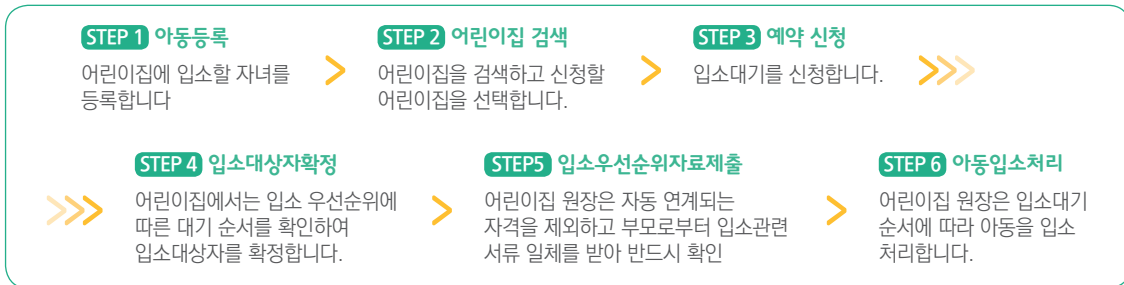 STEP 1 아동등록
어린이집에 입소할 자녀를
등록합니다
STEP 2 어린이집 검색
어린이집을 검색하고 신청할
어린이집을 선택합니다.
STEP 3 예약 신청
입소대기를 신청합니다.
STEP 4 입소대상자확정
어린이집에서는 입소 우선순위에
따른 대기 순서를 확인하여
입소대상자를 확정합니다.
STEP5 입소우선순위자료제출
어린이집 원장은 자동 연계되는
자격을 제외하고 부모로부터 입소관련
서류 일체를 받아 반드시 확인
STEP 6 아동입소처리
어린이집 원장은 입소대기
순서에 따라 아동을 입소
처리합니다.